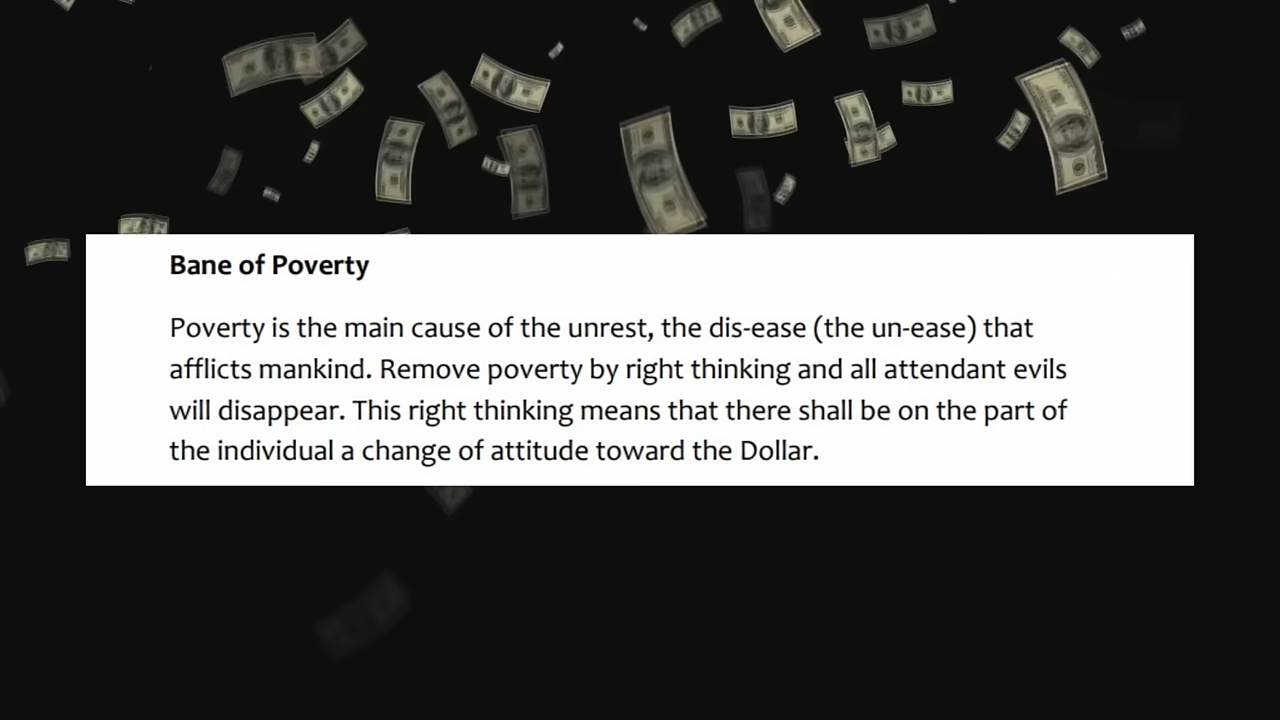 Bane of Poverty
Poverty is the main cause of the unrest, the dis-ease (the un-ease) that
afflicts mankind. Remove poverty by right thinking and all attendant evils
will disappear. This right thinking means that there shall be on the part of
the individual a change of attitude toward the Dollar.